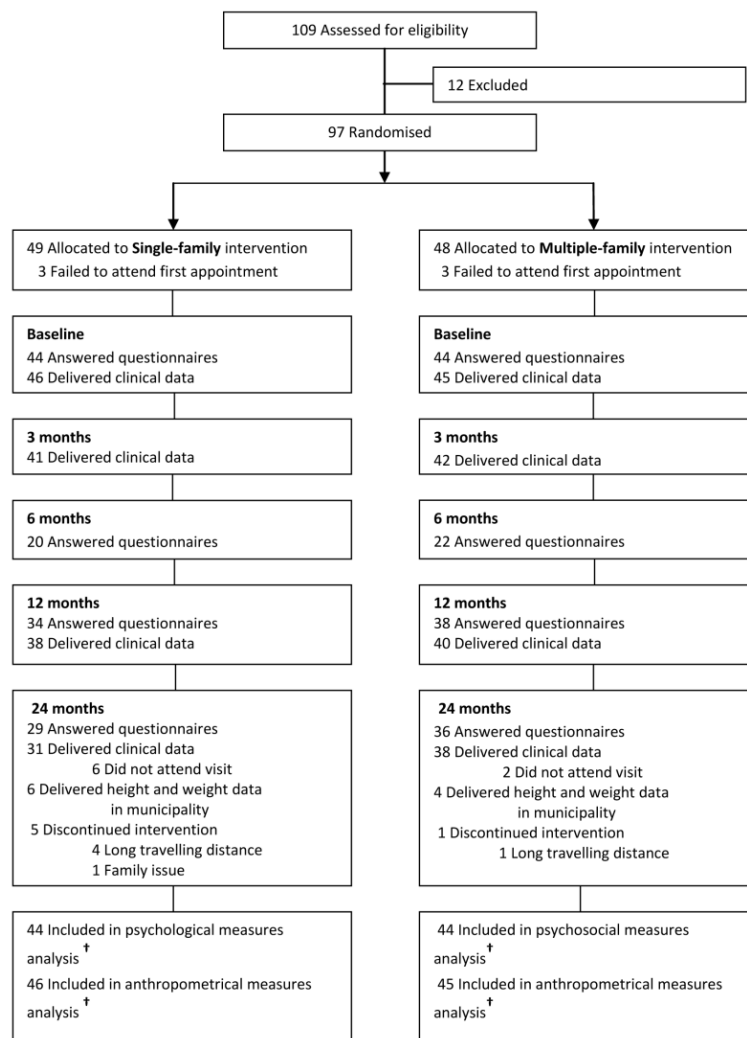 109 Assessed for eligibility
12 Excluded
97 Randomised
49 Allocated to Single-family intervention
3 Failed to attend first appointment
48 Allocated to Multiple-family intervention
3 Failed to attend first appointment
Baseline
44 Answered questionnaires
46 Delivered clinical data
Baseline
44 Answered questionnaires
45 Delivered clinical data
3 months
41 Delivered clinical data
3 months
42 Delivered clinical data
6 months
20 Answered questionnaires
6 months
22 Answered questionnaires
12 months
34 Answered questionnaires
38 Delivered clinical data
12 months
38 Answered questionnaires
40 Delivered clinical data
24 months
29 Answered questionnaires
31 Delivered clinical data
6 Did not attend visit
6 Delivered height and weight data
in municipality
5 Discontinued intervention
4 Long travelling distance
1 Family issue
24 months
36 Answered questionnaires
38 Delivered clinical data
2 Did not attend visit
4 Delivered height and weight data
in municipality
1 Discontinued intervention
1 Long travelling distance
44 Included in psychological measures
analysis †
46 Included in anthropometrical measures
analysis †
44 Included in psychosocial measures
analysis †
45 Included in anthropometrical measures
analysis †